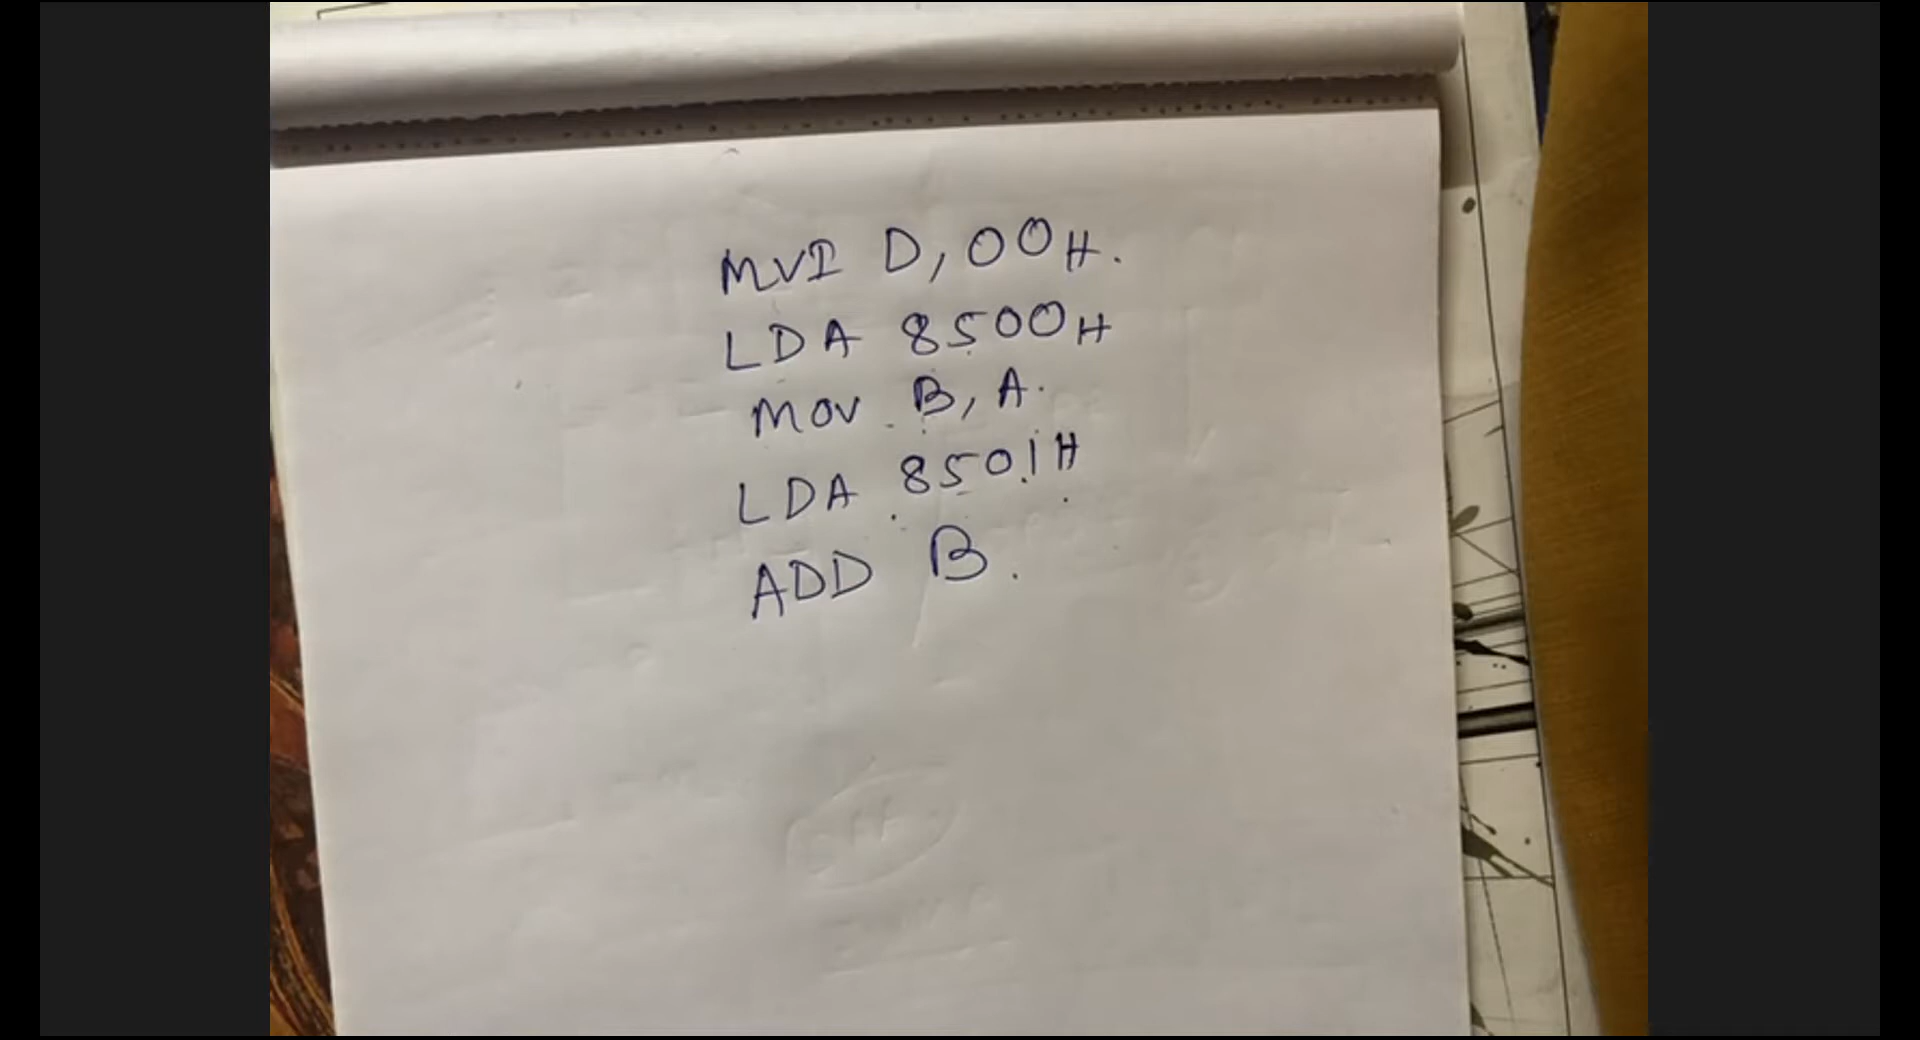 MVI D, 00H.
LDA 8500H
MOV B, A.
LDA 8501H
ADD B.